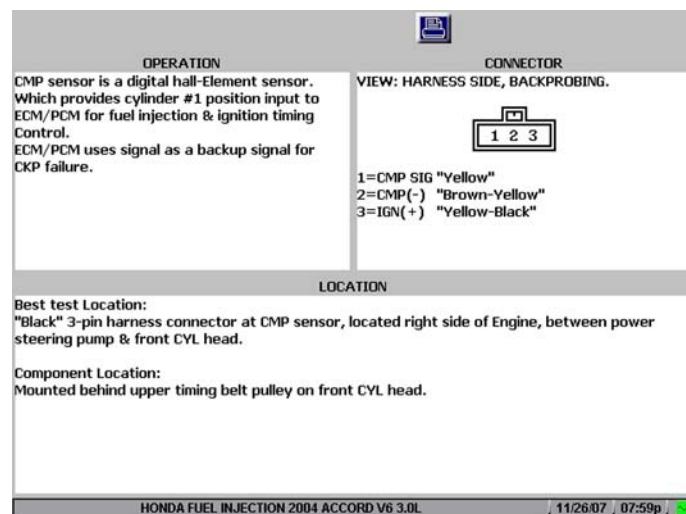 OPERATION
CMP sensor is a digital hall-Element sensor.
Which provides cylinder #1 position input to
ECM/PCM for fuel injection & ignition timing
Control.
ECM/PCM uses signal as a backup signal for
CKP failure.
CONNECTOR
VIEW: HARNESS SIDE, BACKPROBING.
1 2 3
1=CMP SIG "Yellow"
2=CMP(-) "Brown-Yellow"
3=IGN(+) "Yellow-Black"
LOCATION
Best test Location:
"Black" 3-pin harness connector at CMP sensor, located right side of Engine, between power
steering pump & front CYL head.
Component Location:
Mounted behind upper timing belt pulley on front CYL head.
HONDA FUEL INJECTION 2004 ACCORD V6 3.0L 11/26/07 07:59p